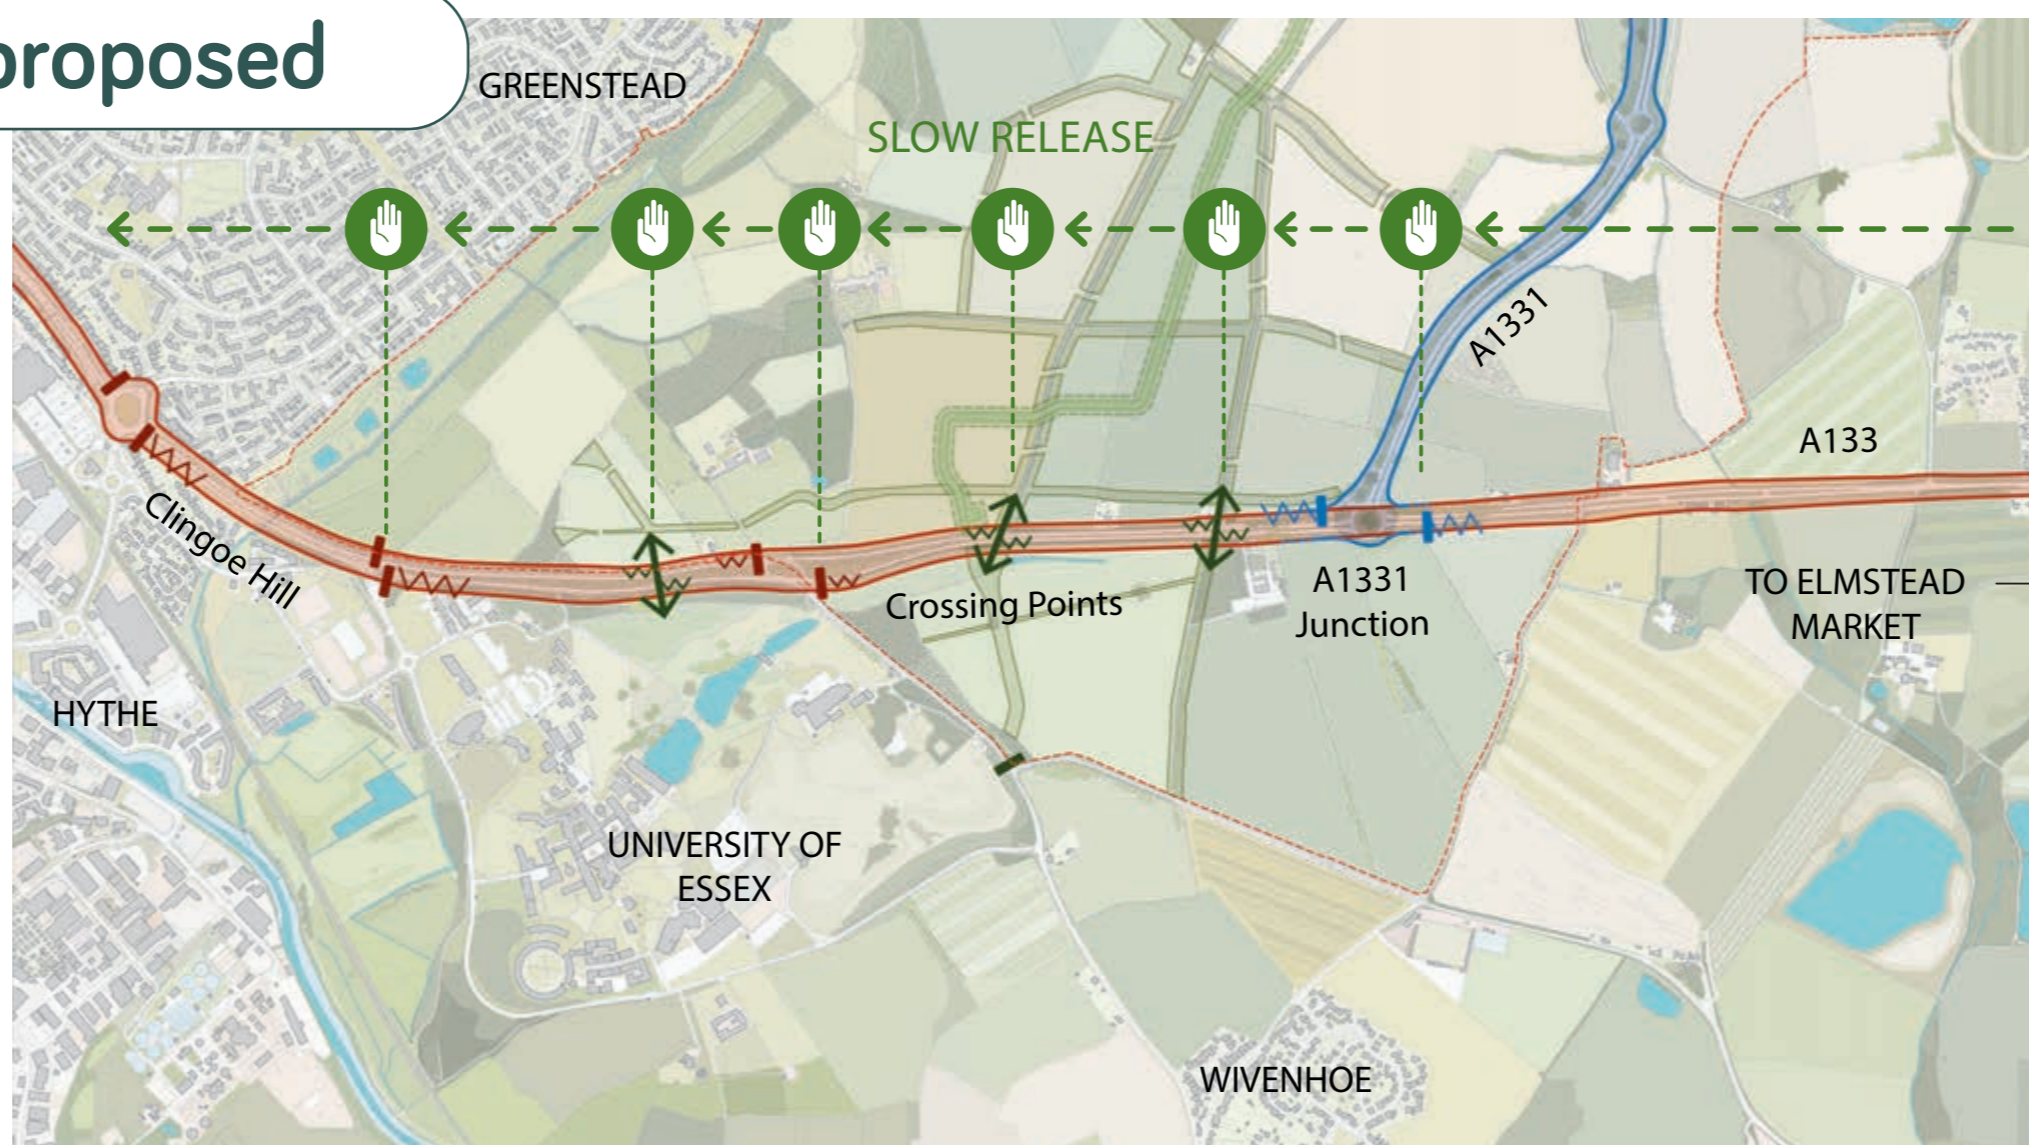 proposed
GREENSTEAD
SLOW RELEASE
A1331
A133
Clingoe Hill
Crossing Points
A1331
Junction
TO ELMSTEAD
MARKET
HYTHE
UNIVERSITY OF
ESSEX
WIVENHOE